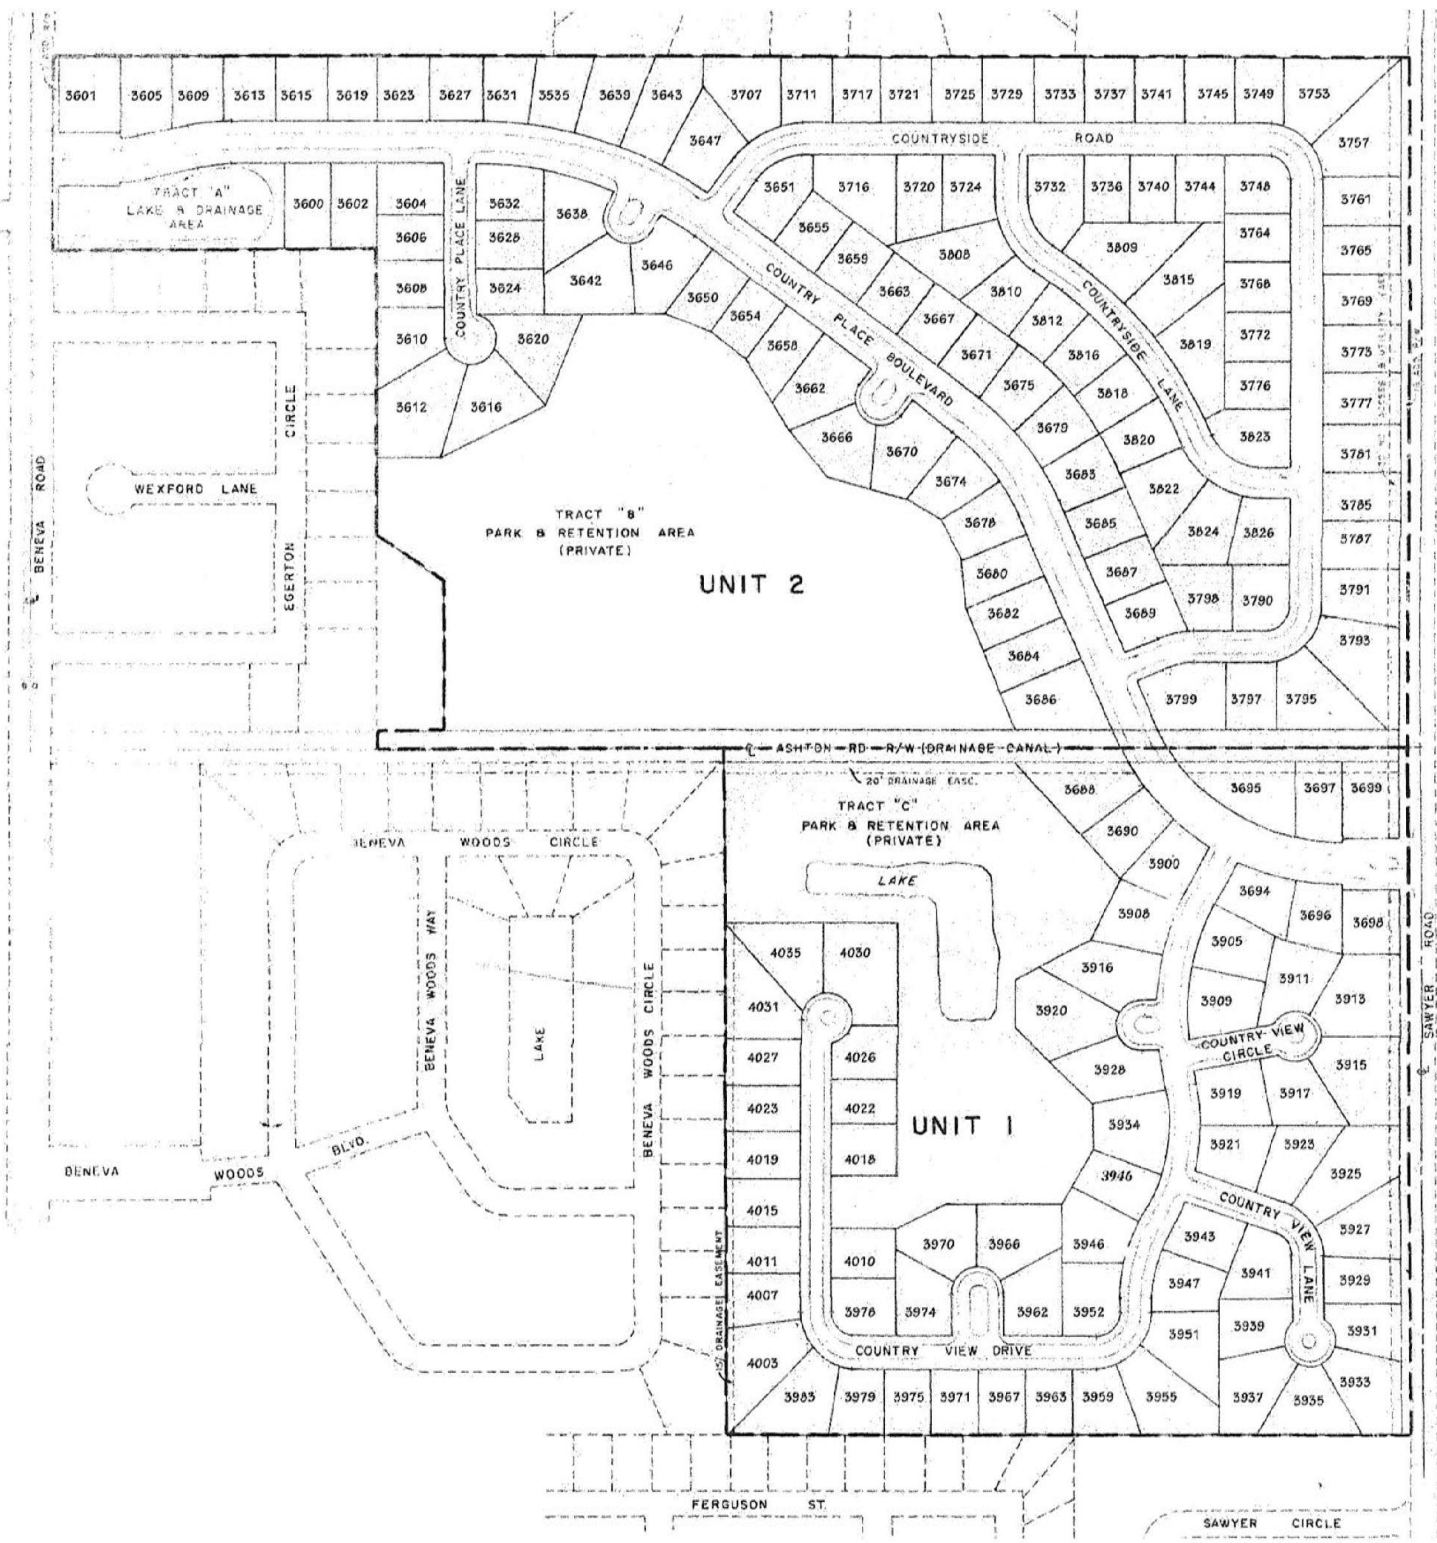 3601 3605 3609 3613 3615 3619 3623 3627 3631 3535 3639 3643 3707 3711 3717 3721 3725 3729 3733 3737 3741 3745 3749 3753
3647
COUNTRYSIDE ROAD
3757
TRACT "A"
LAKE & DRAINAGE
AREA
3600 3602 3604 3632 3638
3651 3716 3720 3724 3732 3736 3740 3744 3748 3761
COUNTRY PLACE LANE
3606 3628 3655 3764
3659 3808 3809 3765
3608 3624 3642 3646 3650 3663 3810 3815 3768 3769
COUNTRY PLACE BOULEVARD
COUNTRYSIDE LANE
3610 3620 3654 3667 3812 3772
3658 3671 3816 3819 3773
3612 3616 3662 3675 3818 3776 3777
3666 3679 3820 3823
3670 3781
3674 3683 3822
BENEVA ROAD
WEXFORD LANE
EGERTON CIRCLE
3678 3685 3824 3826 3785
3787
TRACT "B"
PARK & RETENTION AREA
(PRIVATE)
UNIT 2
3680 3687 3791
3682 3689 3798 3790
3684 3793
3686 3799 3797 3795
℄ ASHTON RD R/W (DRAINAGE CANAL)
20' DRAINAGE EASC.
3688 3695 3697 3699
TRACT "C"
PARK & RETENTION AREA
(PRIVATE)
3690
BENEVA WOODS CIRCLE
LAKE
3900
3694
3908 3696 3698
3905
BENEVA WOODS WAY
LAKE
BENEVA WOODS CIRCLE
SAWYER ROAD
4035 4030 3916 3911
4031 3920 3909 3913
COUNTRY VIEW
CIRCLE
4027 4026 3928 3915
4023 4022 3919 3917
UNIT 1
3934
4019 4018 3921 3923
3946 3925
BENEVA WOODS BLVD.
COUNTRY VIEW LANE
4015 3927
3970 3966 3946 3943
4011 4010 3941 3929
4007 3947
3978 3974 3962 3952
3951 3939 3931
15' DRAINAGE EASEMENT
COUNTRY VIEW DRIVE
4003
3983 3979 3975 3971 3967 3963 3959 3955 3937 3935 3933
FERGUSON ST.
SAWYER CIRCLE